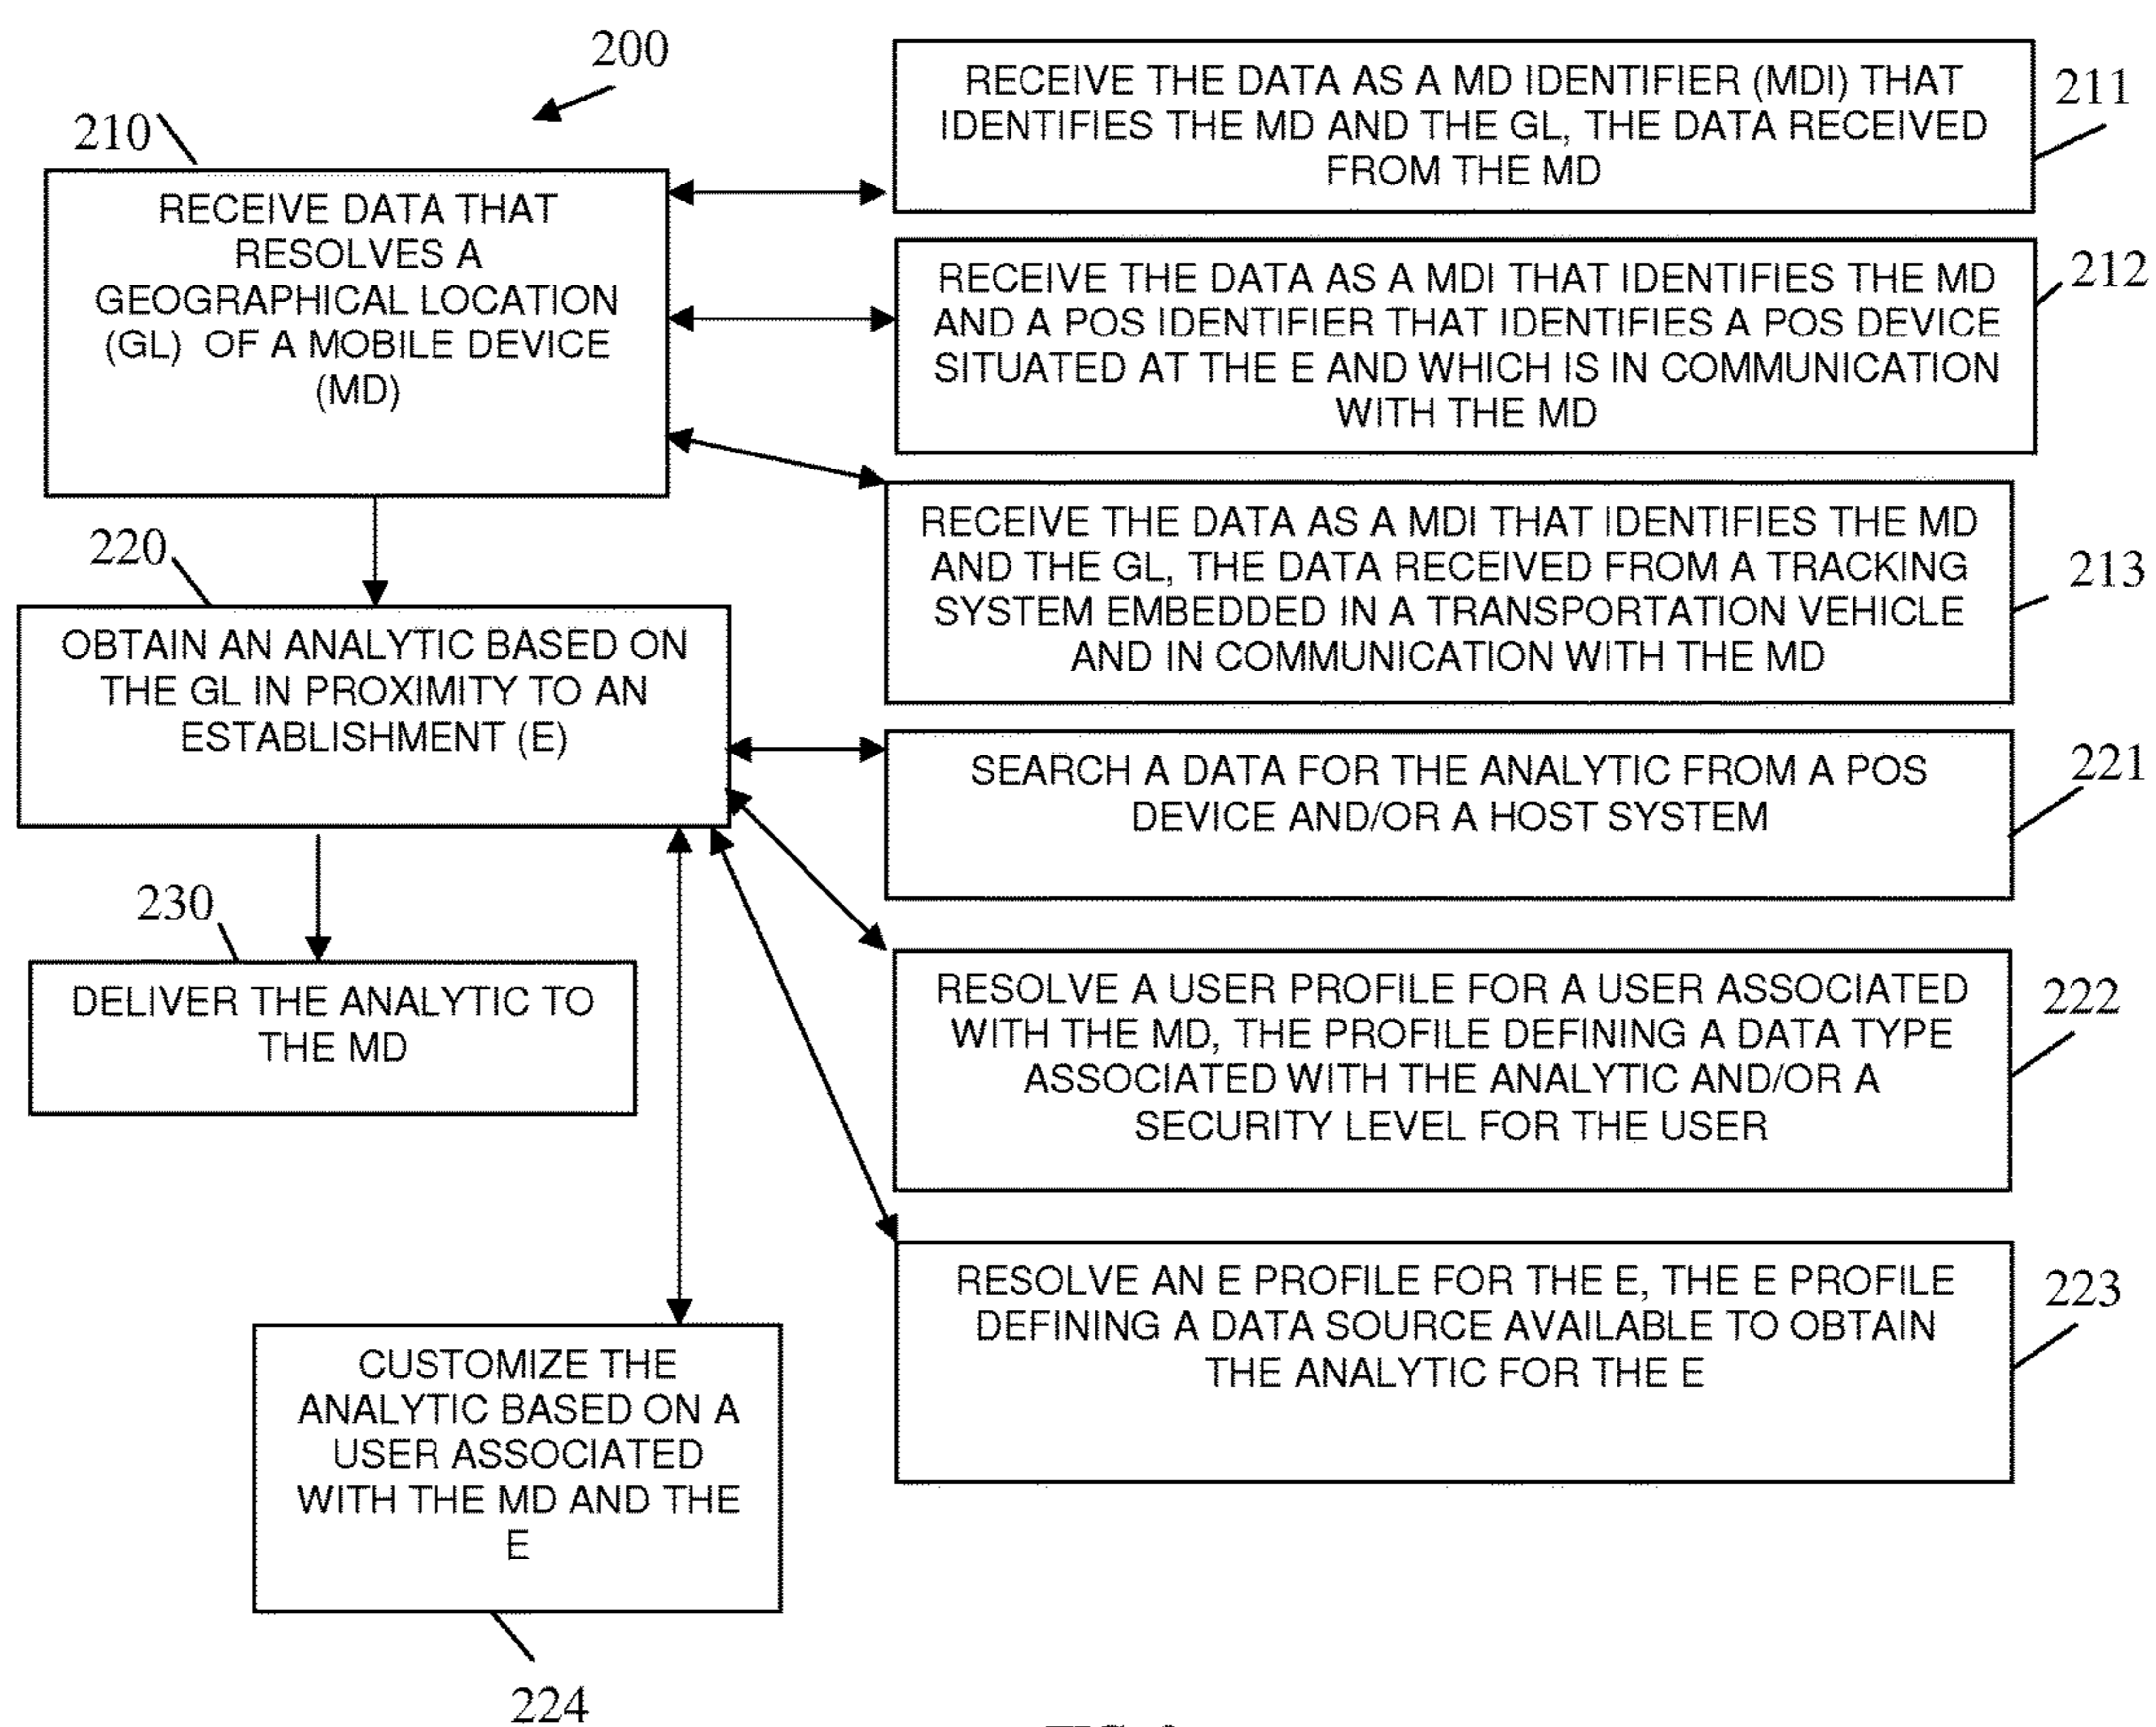 200
210
RECEIVE DATA THAT
RESOLVES A
GEOGRAPHICAL LOCATION
(GL) OF A MOBILE DEVICE
(MD)
RECEIVE THE DATA AS A MD IDENTIFIER (MDI) THAT
IDENTIFIES THE MD AND THE GL, THE DATA RECEIVED
FROM THE MD
211
RECEIVE THE DATA AS A MDI THAT IDENTIFIES THE MD
AND A POS IDENTIFIER THAT IDENTIFIES A POS DEVICE
SITUATED AT THE E AND WHICH IS IN COMMUNICATION
WITH THE MD
212
RECEIVE THE DATA AS A MDI THAT IDENTIFIES THE MD
AND THE GL, THE DATA RECEIVED FROM A TRACKING
SYSTEM EMBEDDED IN A TRANSPORTATION VEHICLE
AND IN COMMUNICATION WITH THE MD
213
220
OBTAIN AN ANALYTIC BASED ON
THE GL IN PROXIMITY TO AN
ESTABLISHMENT (E)
SEARCH A DATA FOR THE ANALYTIC FROM A POS
DEVICE AND/OR A HOST SYSTEM
221
230
DELIVER THE ANALYTIC TO
THE MD
RESOLVE A USER PROFILE FOR A USER ASSOCIATED
WITH THE MD, THE PROFILE DEFINING A DATA TYPE
ASSOCIATED WITH THE ANALYTIC AND/OR A
SECURITY LEVEL FOR THE USER
222
RESOLVE AN E PROFILE FOR THE E, THE E PROFILE
DEFINING A DATA SOURCE AVAILABLE TO OBTAIN
THE ANALYTIC FOR THE E
223
CUSTOMIZE THE
ANALYTIC BASED ON A
USER ASSOCIATED
WITH THE MD AND THE
E
224